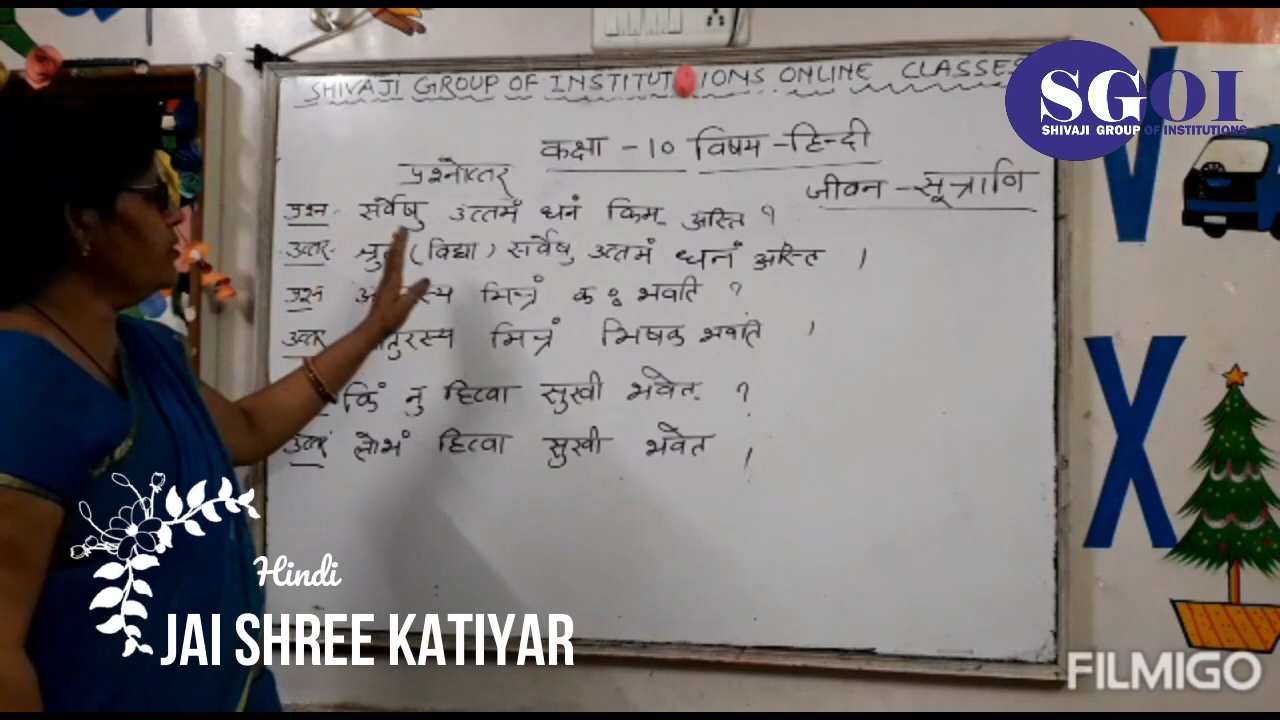 SHIVAJI GROUP OF INSTITUTIONS ONLINE CLASSES
SGOI
SHIVAJI GROUP OF INSTITUTIONS
कक्षा - 10 विषय - हिन्दी
प्रश्नोत्तर
जीवन - सूत्राणि
प्रश्न - सर्वेषु उत्तमं धनं किम् अस्ति ?
उत्तर - (विद्या) सर्वेषु उत्तमं धनं अस्ति ।
प्रश्न मित्रं कः भवति ?
उत्तर मित्रं भिषक भवति ।
किं नु हित्वा सुखी भवेत् ?
उत्तर लोभं हित्वा सुखी भवेत ।
V
X
Hindi
JAI SHREE KATIYAR
FILMIGO